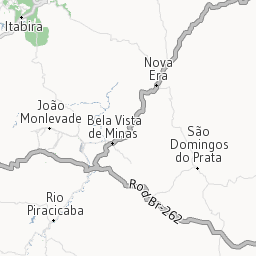 Itabira
Nova
Era
João
Monlevade
Bela Vista
de Minas
São
Domingos
do Prata
Rod Br-262
Rio
Piracicaba